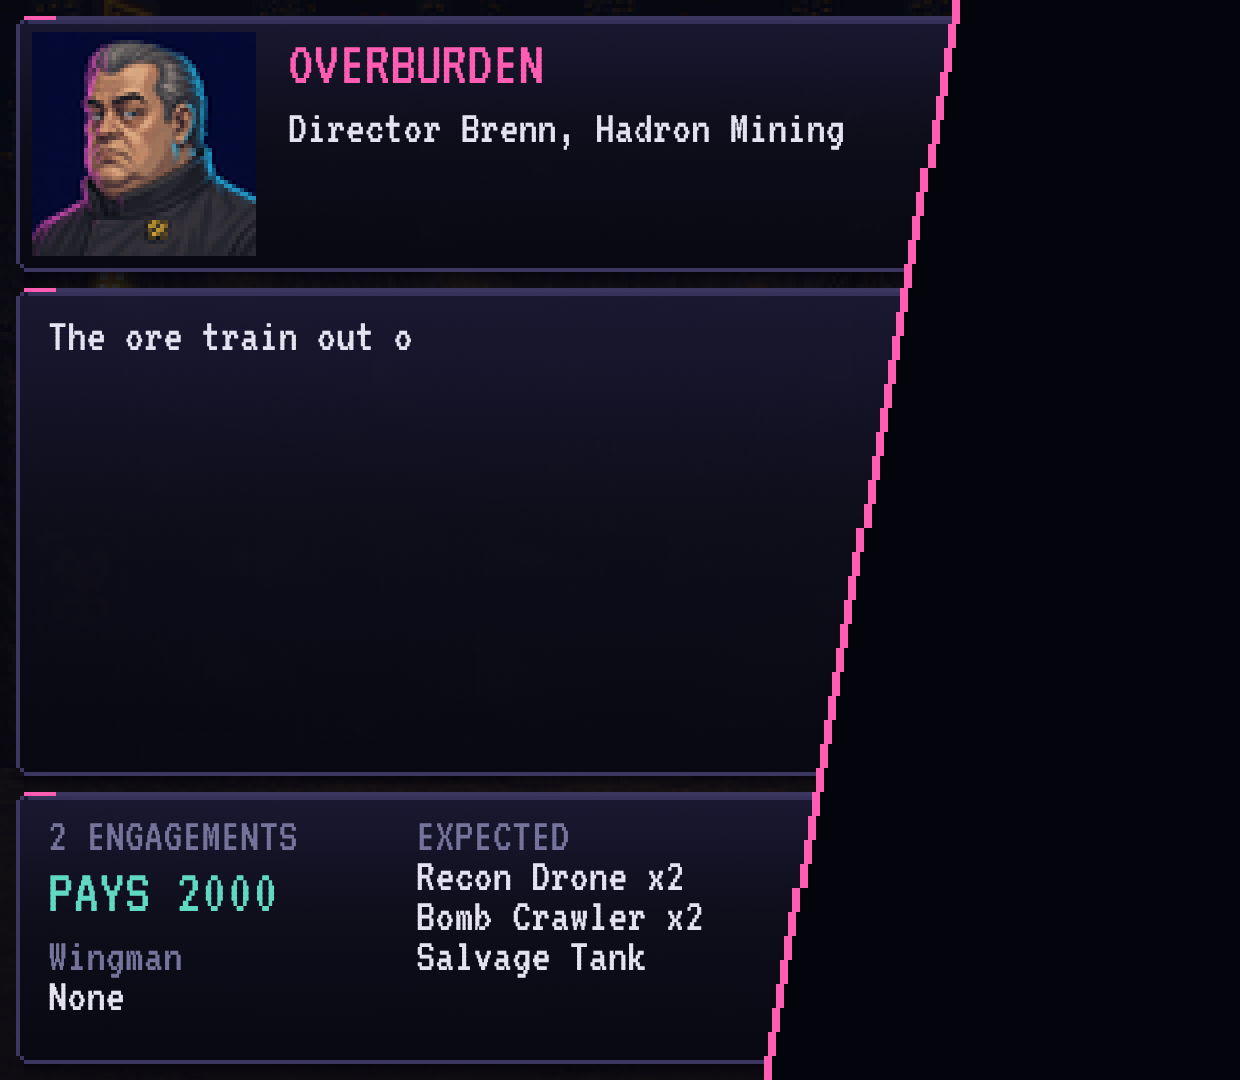 OVERBURDEN
Director Brenn, Hadron Mining
The ore train out o
2 ENGAGEMENTS
PAYS 2000
Wingman
None
EXPECTED
Recon Drone x2
Bomb Crawler x2
Salvage Tank